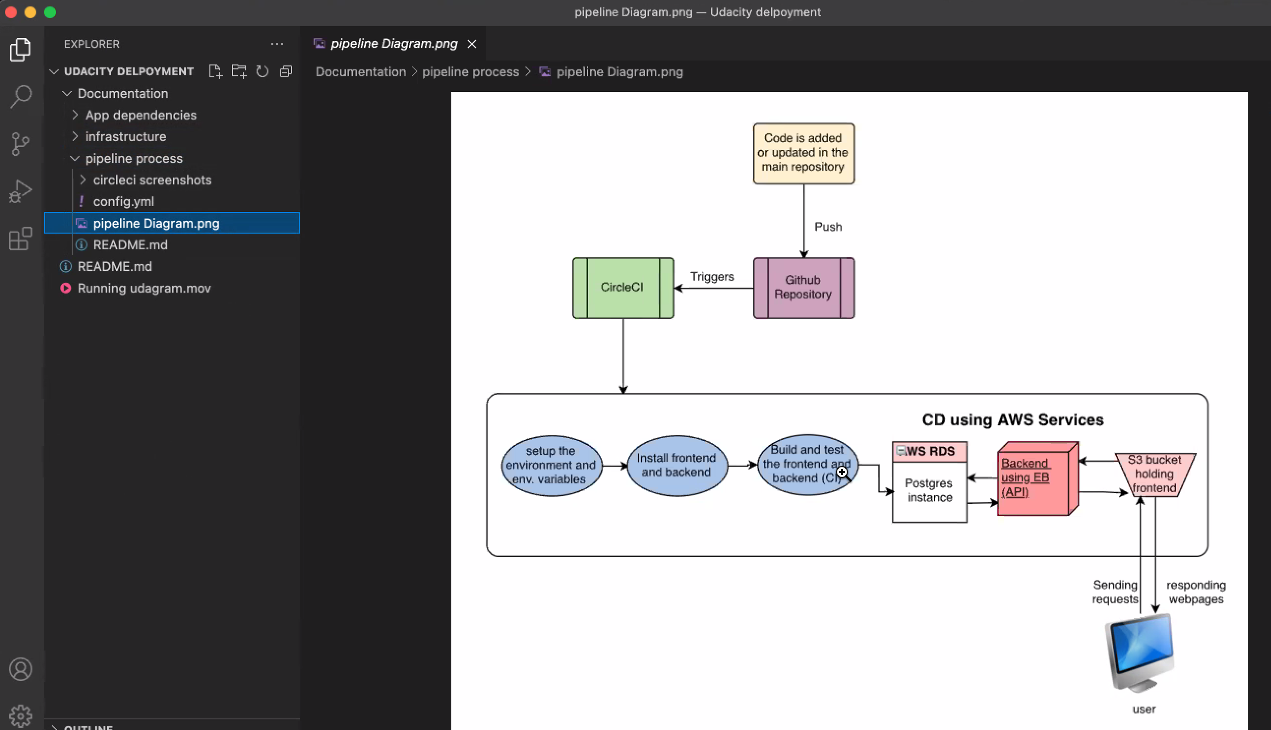 pipeline Diagram.png — Udacity delpoyment
EXPLORER
pipeline Diagram.png
UDACITY DELPOYMENT
Documentation
App dependencies
infrastructure
pipeline process
circleci screenshots
config.yml
pipeline Diagram.png
README.md
README.md
Running udagram.mov
OUTLINE
Documentation > pipeline process > pipeline Diagram.png
Code is added
or updated in the
main repository
Push
Github
Repository
Triggers
CircleCI
CD using AWS Services
setup the
environment and
env. variables
Install frontend
and backend
Build and test
the frontend and
backend (CI)
AWS RDS
Postgres
instance
Backend
using EB
(API)
S3 bucket
holding
frontend
Sending
requests
responding
webpages
user